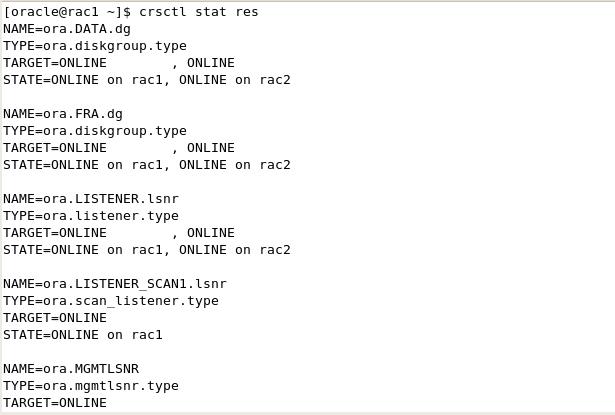 [oracle@rac1 ~]$ crsctl stat res
NAME=ora.DATA.dg
TYPE=ora.diskgroup.type
TARGET=ONLINE        , ONLINE
STATE=ONLINE on rac1, ONLINE on rac2

NAME=ora.FRA.dg
TYPE=ora.diskgroup.type
TARGET=ONLINE        , ONLINE
STATE=ONLINE on rac1, ONLINE on rac2

NAME=ora.LISTENER.lsnr
TYPE=ora.listener.type
TARGET=ONLINE        , ONLINE
STATE=ONLINE on rac1, ONLINE on rac2

NAME=ora.LISTENER_SCAN1.lsnr
TYPE=ora.scan_listener.type
TARGET=ONLINE
STATE=ONLINE on rac1

NAME=ora.MGMTLSNR
TYPE=ora.mgmtlsnr.type
TARGET=ONLINE